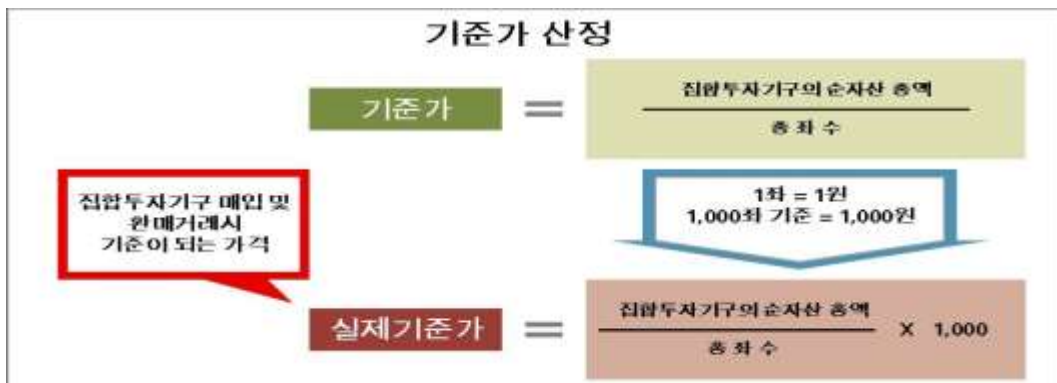 기준가 산정
기준가 = 집합투자기구의 순자산 총액
총 좌 수
집합투자기구 매입 및
환매거래시
기준이 되는 가격
1좌 = 1원
1,000좌 기준 = 1,000원
실제기준가 = 집합투자기구의 순자산 총액
총 좌 수
X 1,000